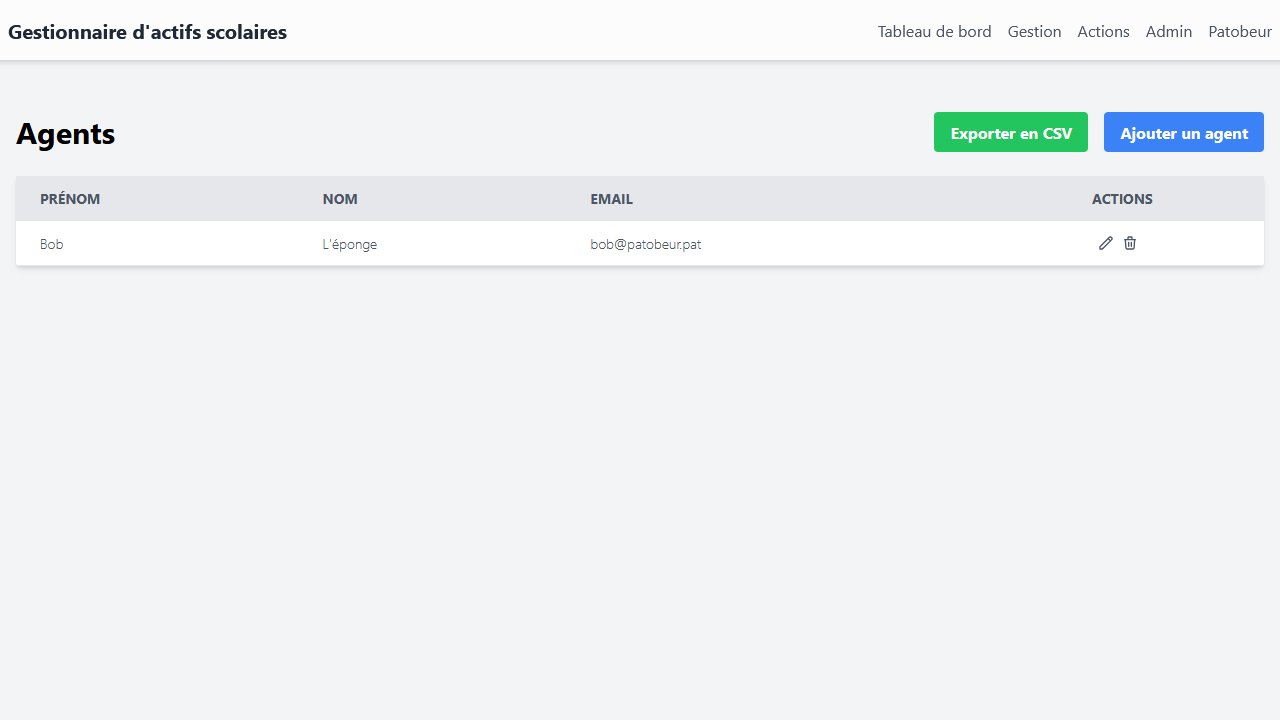 Gestionnaire d'actifs scolaires
Tableau de bord Gestion Actions Admin Patobeur
Agents
Exporter en CSV Ajouter un agent
PRÉNOM NOM EMAIL ACTIONS
Bob L'éponge bob@patobeur.pat